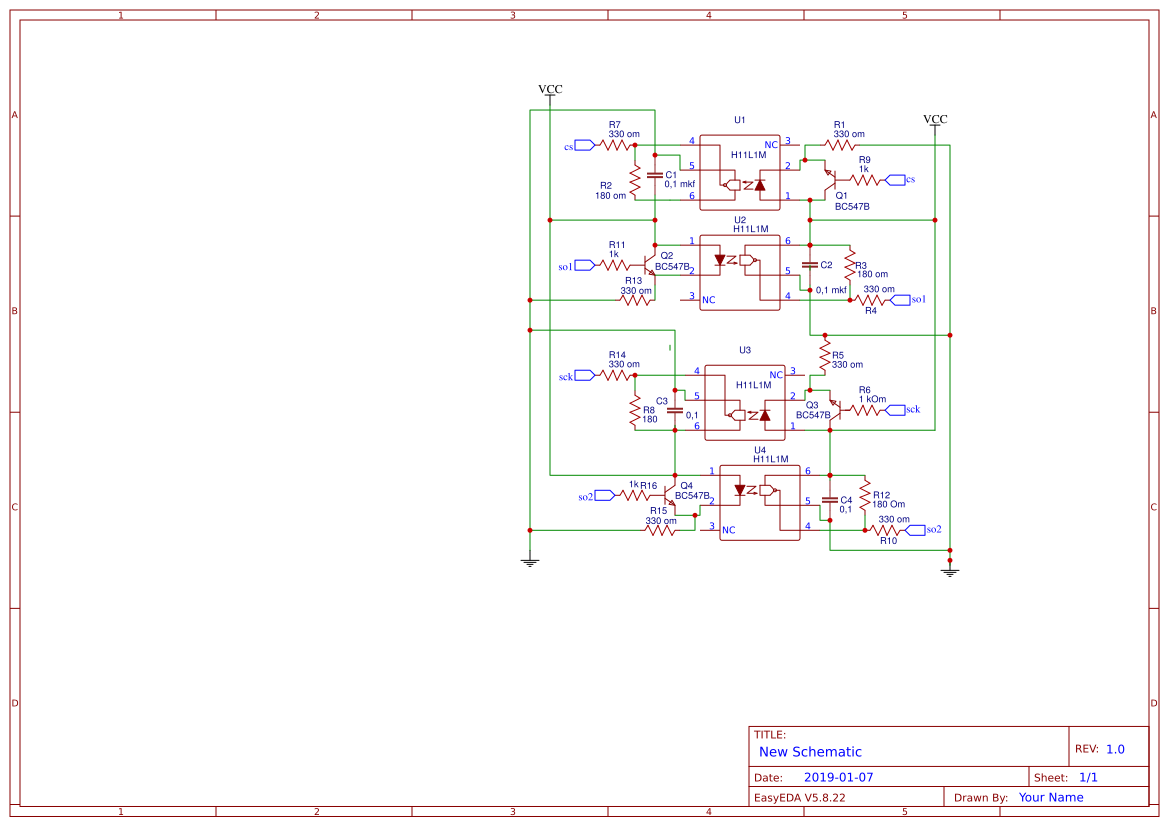 1 2 3 4 5
A A
B B
C C
D D
VCC
VCC
U1
R7
330 om
cs
4
5
6
NC 3
H11L1M
2
1
R1
330 om
R9
1k
cs
R2
180 om
C1
0,1 mkf
Q1
BC547B
U2
H11L1M
R11
1k
so1
Q2
BC547B
1
2
3 NC
6
5
4
C2
0,1 mkf
R3
180 om
R13
330 om
330 om
R4
so1
U3
R14
330 om
sck
4
5
6
NC 3
H11L1M
2
1
R5
330 om
R6
1 kOm
sck
C3
0,1
R8
180
Q3
BC547B
U4
H11L1M
1k R16
so2
Q4
BC547B
1
2
3 NC
6
5
4
C4
0,1
R12
180 Om
R15
330 om
330 om
R10
so2
TITLE:
New Schematic
REV: 1.0
Date: 2019-01-07
Sheet: 1/1
EasyEDA V5.8.22
Drawn By: Your Name
1 2 3 4 5